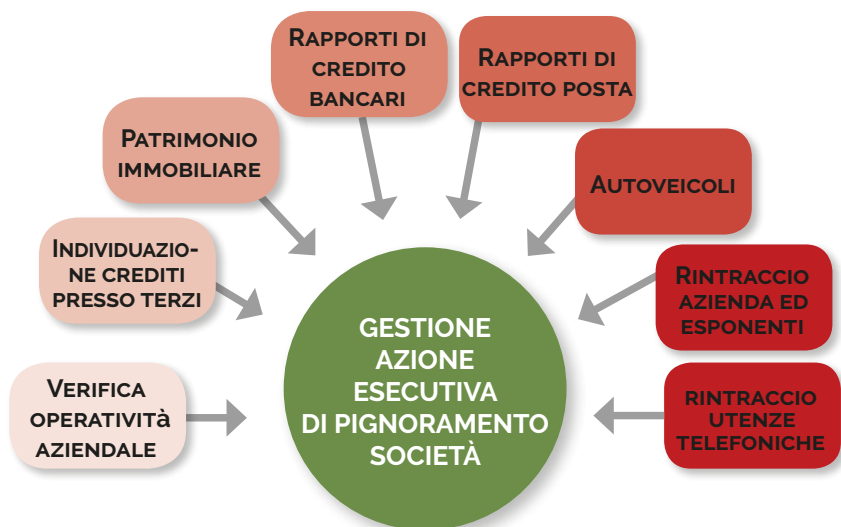 RAPPORTI DI
CREDITO
BANCARI
RAPPORTI DI
CREDITO POSTA
PATRIMONIO
IMMOBILIARE
AUTOVEICOLI
INDIVIDUAZIO-
NE CREDITI
PRESSO TERZI
RINTRACCIO
AZIENDA ED
ESPONENTI
GESTIONE
AZIONE
ESECUTIVA
DI PIGNORAMENTO
SOCIETÀ
VERIFICA
OPERATIVITà
AZIENDALE
RINTRACCIO
UTENZE
TELEFONICHE